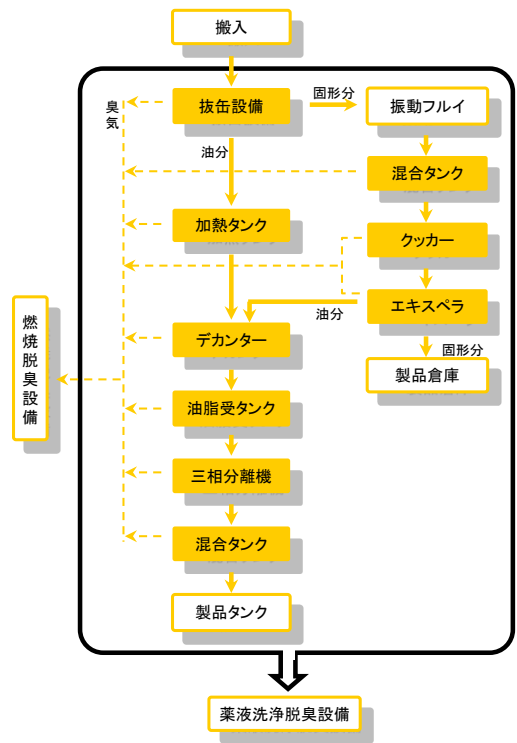 搬入
臭気
抜缶設備
固形分
振動フルイ
油分
混合タンク
加熱タンク
クッカー
エキスペラ
油分
デカンター
固形分
製品倉庫
燃焼脱臭設備
油脂受タンク
三相分離機
混合タンク
製品タンク
薬液洗浄脱臭設備